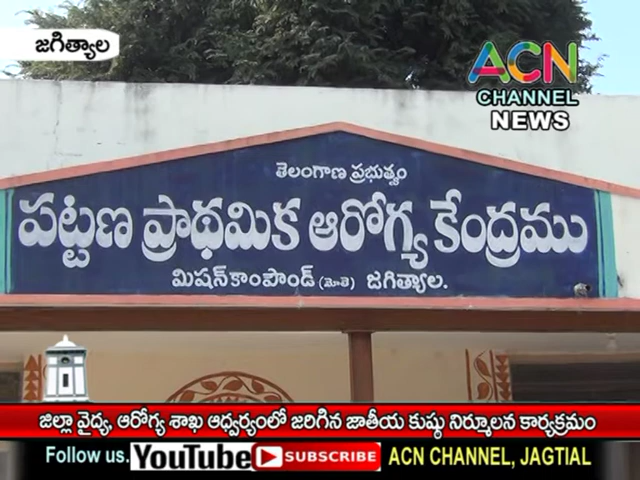 జగిత్యాల
ACN
CHANNEL
NEWS
తెలంగాణ ప్రభుత్వం
పట్టణ ప్రాథమిక ఆరోగ్య కేంద్రము
మిషన్ కాంపౌండ్ (మోతె) జగిత్యాల.
జిల్లా వైద్య, ఆరోగ్య శాఖ ఆధ్వర్యంలో జరిగిన జాతీయ కుష్ఠు నిర్మూలన కార్యక్రమం
Follow us. YouTube SUBSCRIBE ACN CHANNEL, JAGTIAL